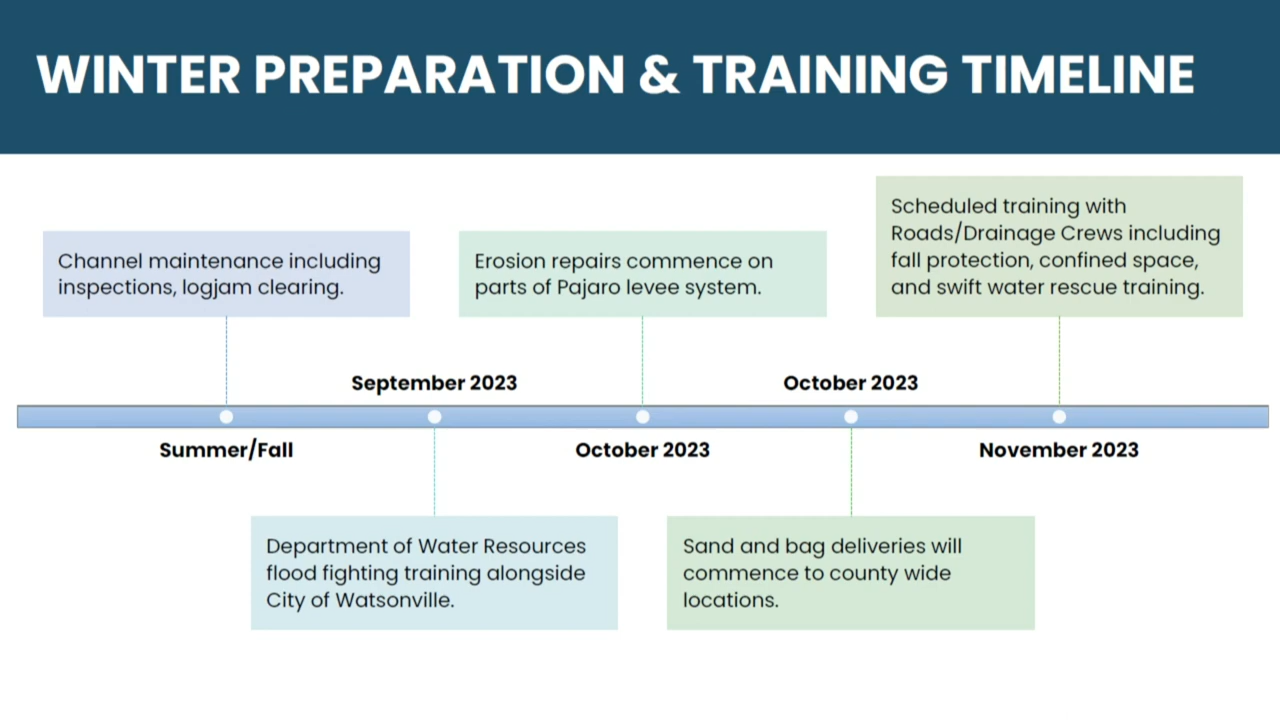 WINTER PREPARATION & TRAINING TIMELINE
Channel maintenance including
inspections, logjam clearing.
Erosion repairs commence on
parts of Pajaro levee system.
Scheduled training with
Roads/Drainage Crews including
fall protection, confined space,
and swift water rescue training.
September 2023
October 2023
Summer/Fall
October 2023
November 2023
Department of Water Resources
flood fighting training alongside
City of Watsonville.
Sand and bag deliveries will
commence to county wide
locations.